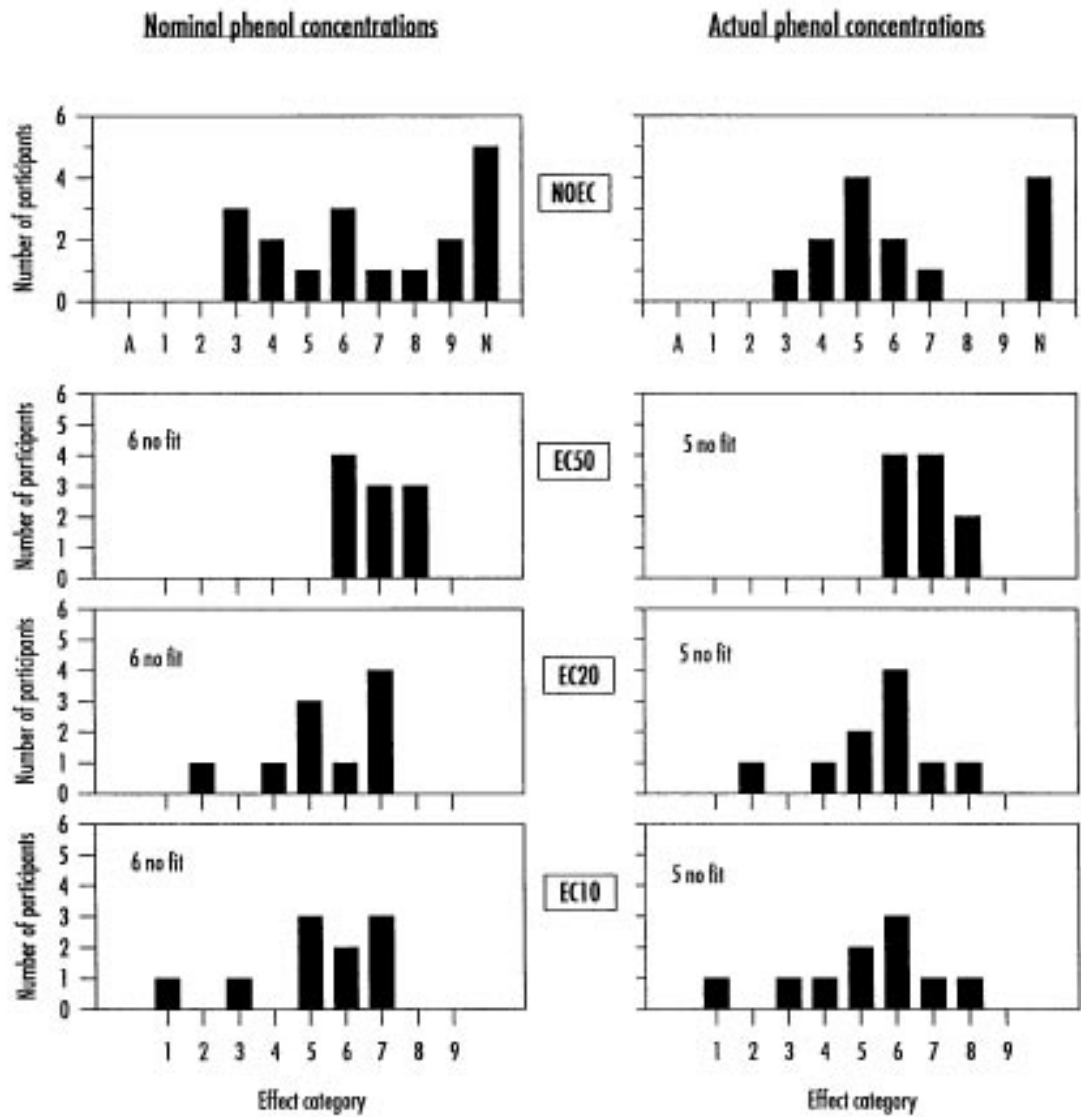 Nominal phenol concentrations
Actual phenol concentrations
Number of participants
6
4
2
0
A 1 2 3 4 5 6 7 8 9 N
NOEC
A 1 2 3 4 5 6 7 8 9 N
Number of participants
6
5
4
3
2
1
0
6 no fit
EC50
5 no fit
Number of participants
6
5
4
3
2
1
0
6 no fit
EC20
5 no fit
Number of participants
6
5
4
3
2
1
0
6 no fit
EC10
5 no fit
1 2 3 4 5 6 7 8 9
1 2 3 4 5 6 7 8 9
Effect category
Effect category